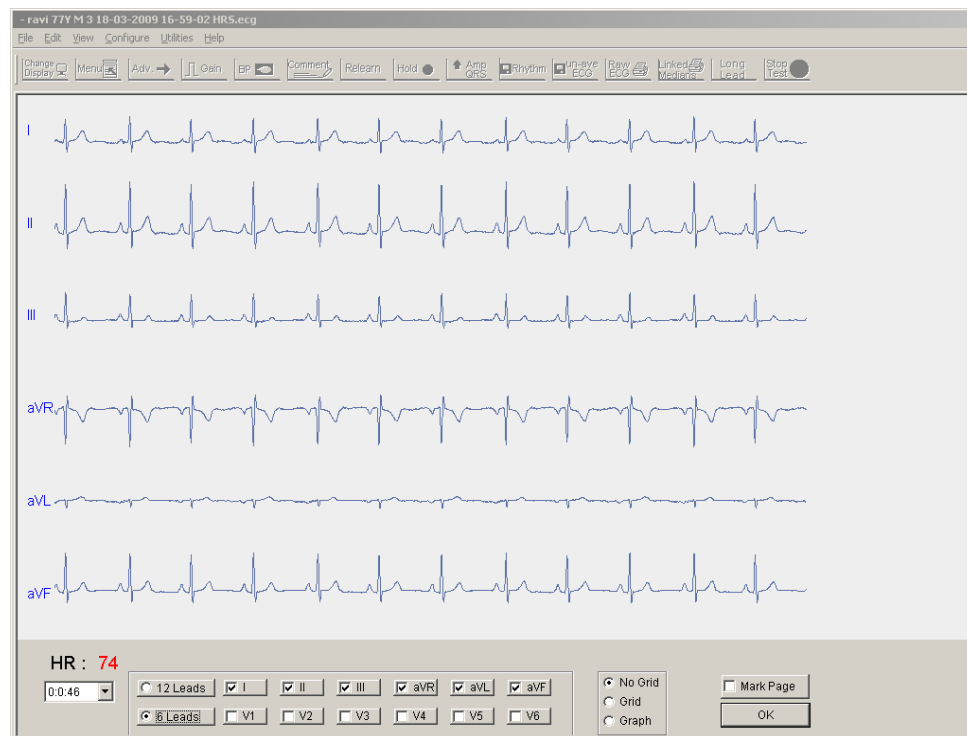 - ravi 77Y M 3 18-03-2009 16-59-02 HRS.ecg
File Edit View Configure Utilities Help
Change Display Menu Adv. Gain BP Comment Relearn Hold Amp QRS Rhythm un-ave ECG Raw ECG Linked Medians Long Lead Stop Test
I
II
III
aVR
aVL
aVF
HR : 74
0:0:46 12 Leads I II III aVR aVL aVF No Grid Mark Page
Grid
6 Leads V1 V2 V3 V4 V5 V6 Graph OK